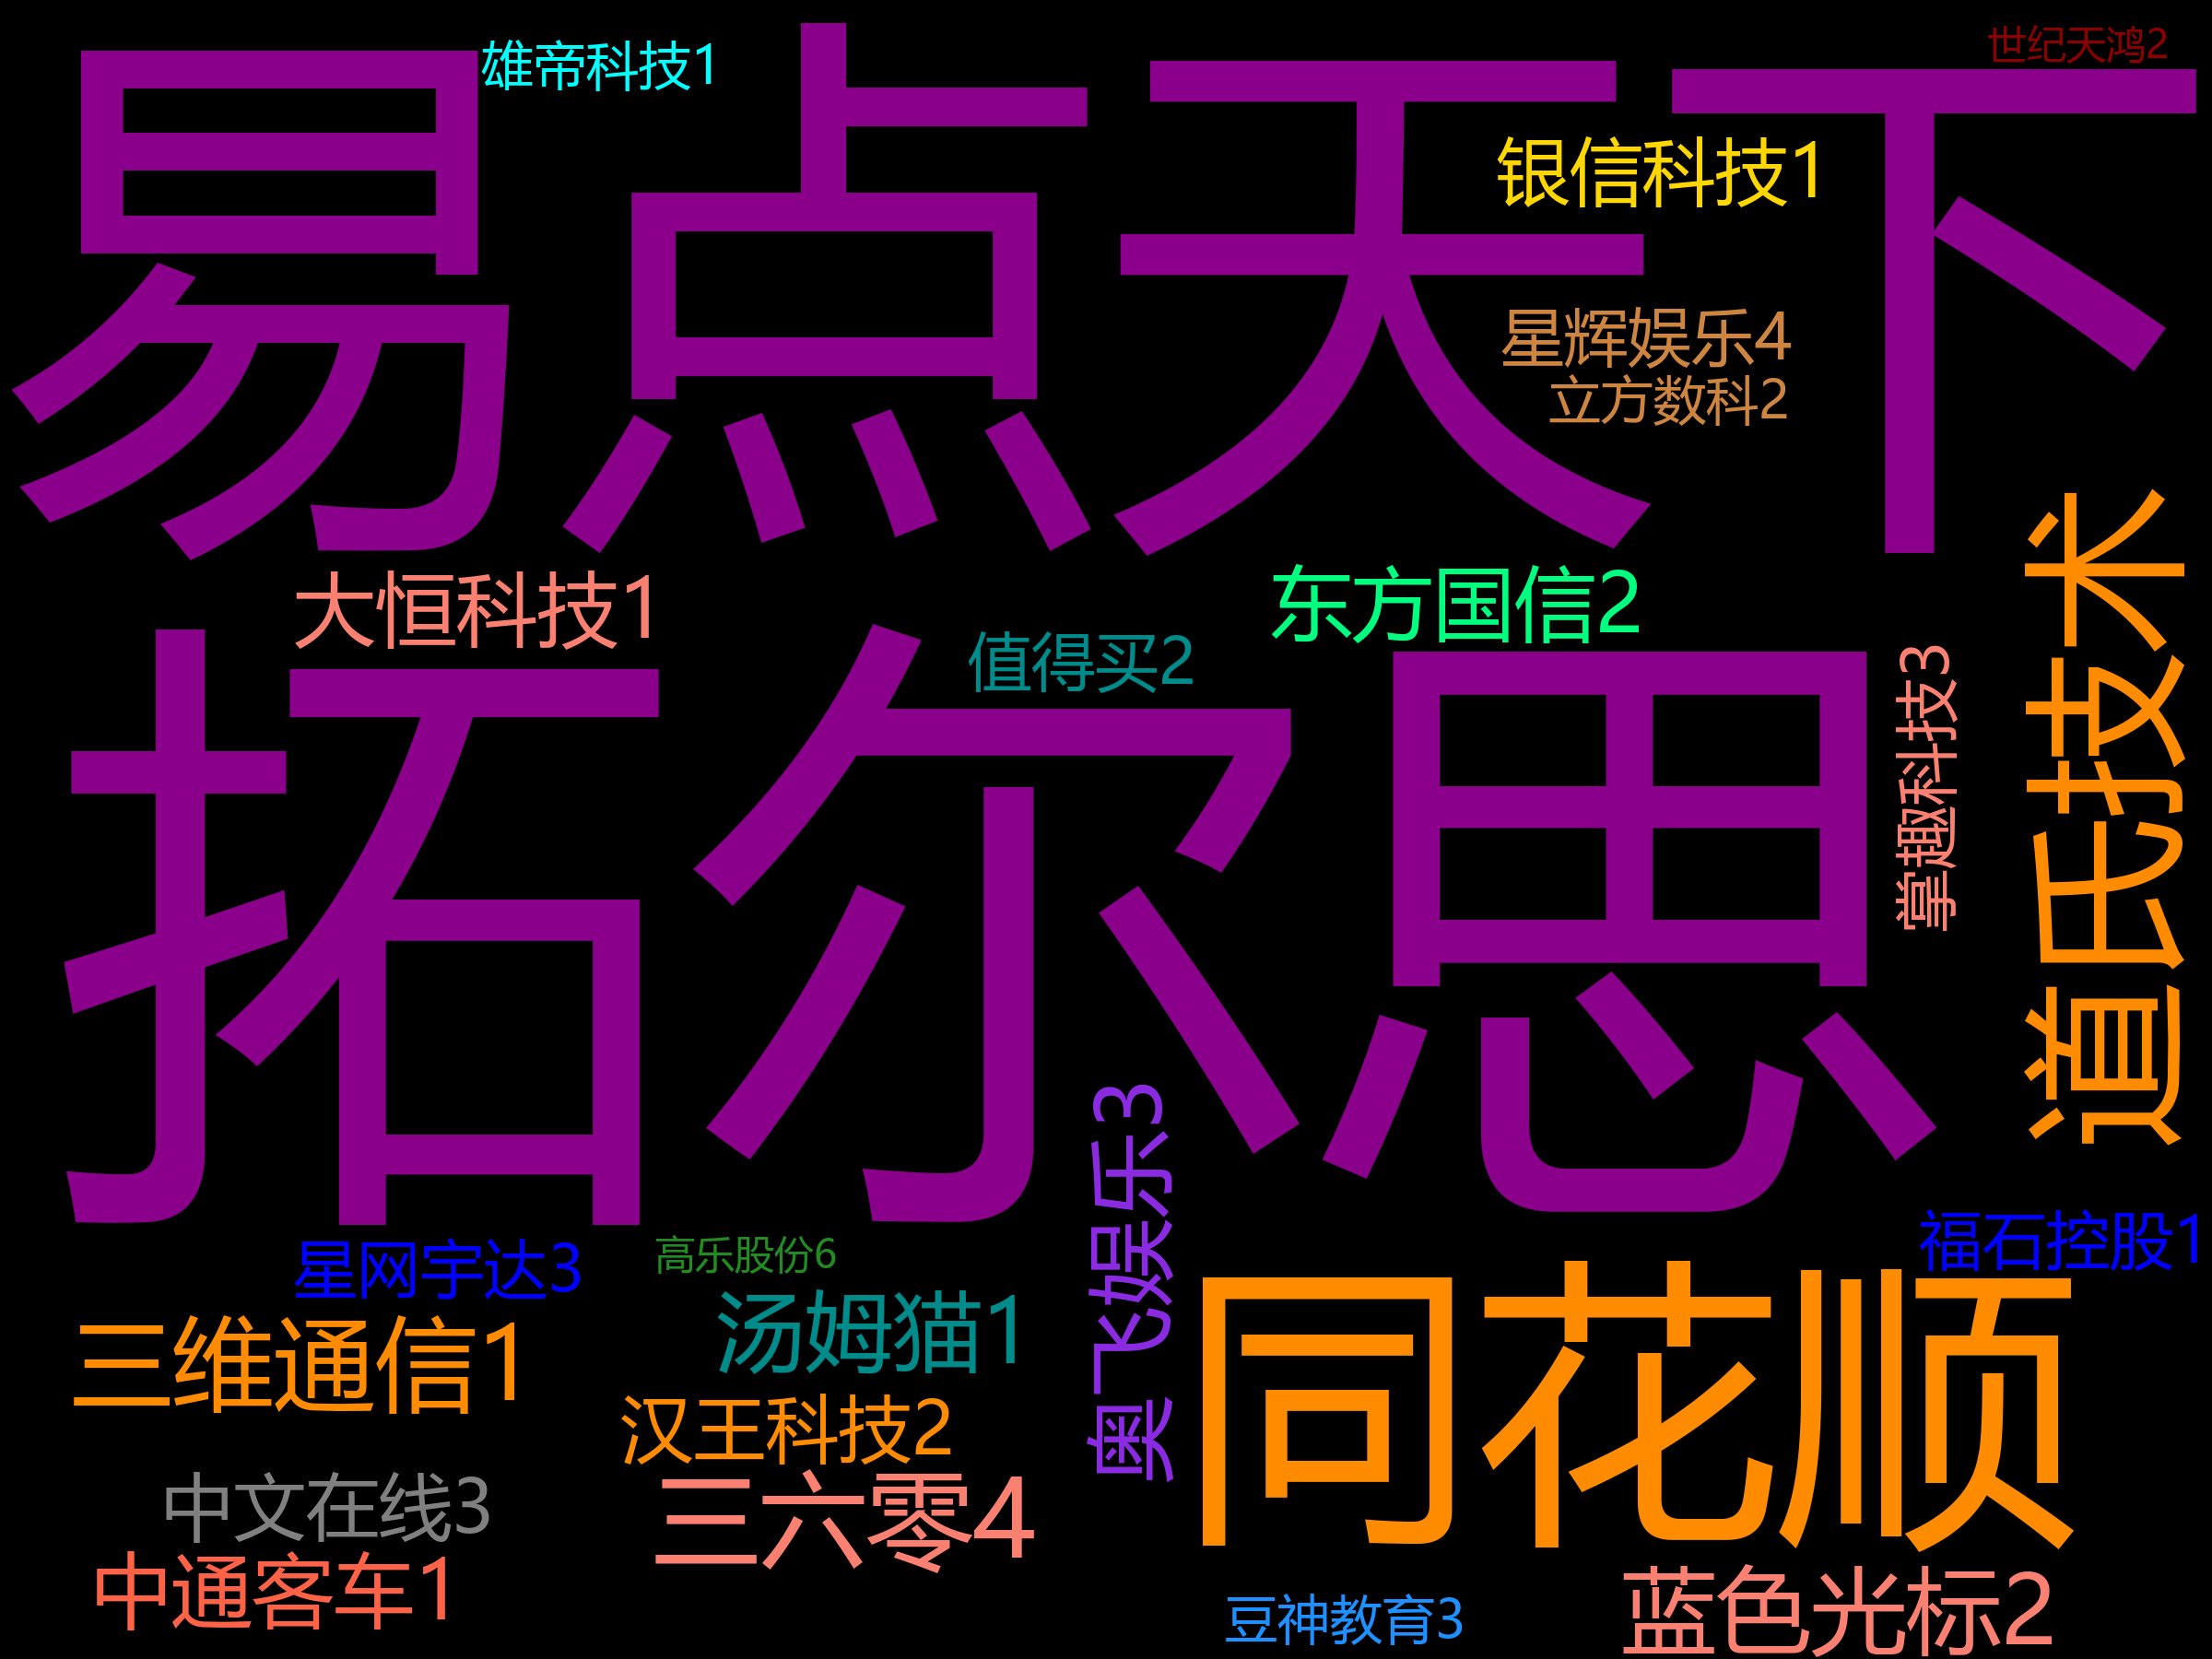 雄帝科技1
世纪天鸿2
易点天下
银信科技1
星辉娱乐4
立方数科2
大恒科技1
东方国信2
值得买2
拓尔思
掌趣科技3
道氏技术
奥飞娱乐3
福石控股1
星网宇达3
高乐股份6
同花顺
汤姆猫1
三维通信1
汉王科技2
三六零4
中文在线3
中通客车1
蓝色光标2
豆神教育3